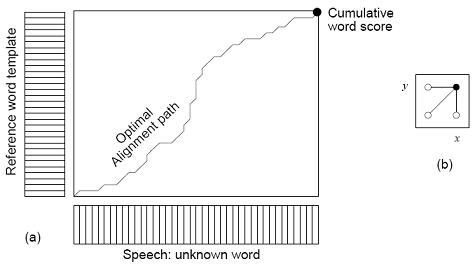 Cumulative
word score
Reference word template
Optimal
Alignment path
y
x
(b)
(a)
Speech: unknown word